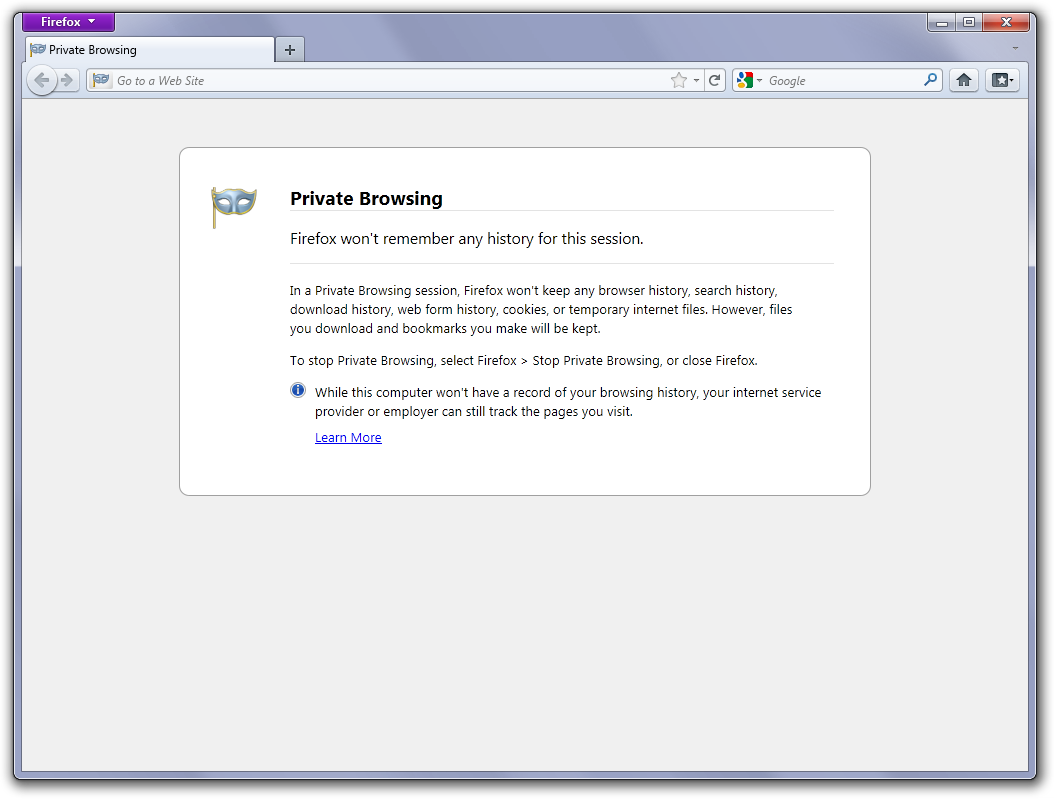 Firefox
Private Browsing
Go to a Web Site
Google
Private Browsing
Firefox won't remember any history for this session.
In a Private Browsing session, Firefox won't keep any browser history, search history,
download history, web form history, cookies, or temporary internet files. However, files
you download and bookmarks you make will be kept.
To stop Private Browsing, select Firefox > Stop Private Browsing, or close Firefox.
While this computer won't have a record of your browsing history, your internet service
provider or employer can still track the pages you visit.
Learn More